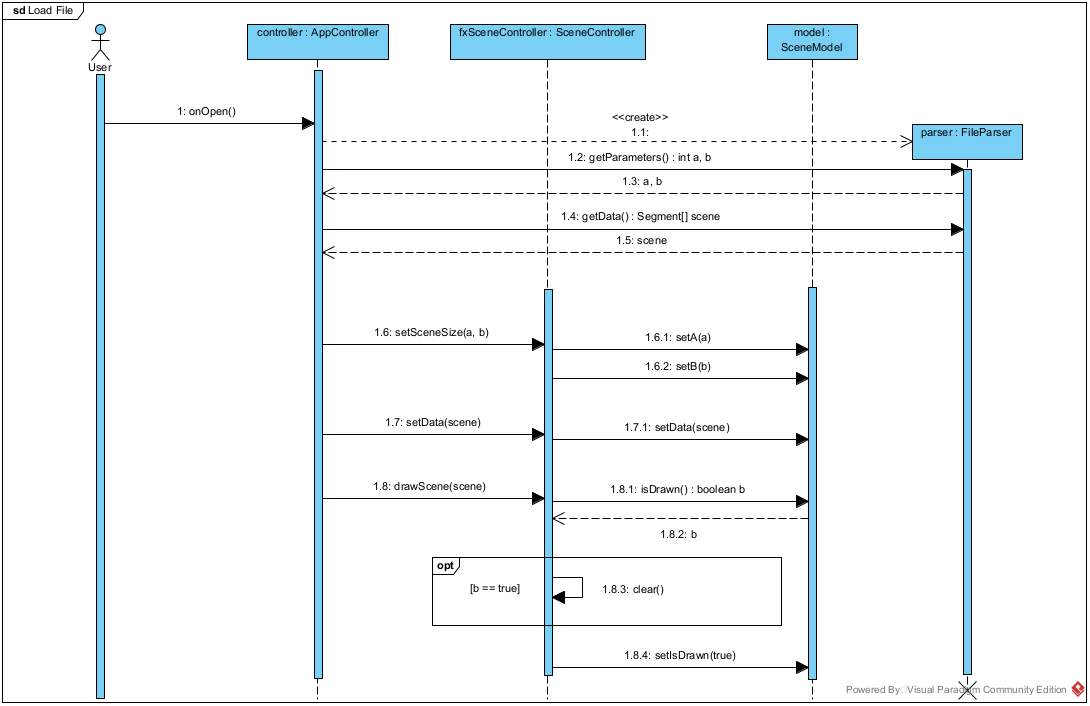 sd Load File
controller : AppController
fxSceneController : SceneController
model :
SceneModel
User
1: onOpen()
<<create>>
1.1:
parser : FileParser
1.2: getParameters() : int a, b
1.3: a, b
1.4: getData() : Segment[] scene
1.5: scene
1.6: setSceneSize(a, b)
1.6.1: setA(a)
1.6.2: setB(b)
1.7: setData(scene)
1.7.1: setData(scene)
1.8: drawScene(scene)
1.8.1: isDrawn() : boolean b
1.8.2: b
opt
[b == true]
1.8.3: clear()
1.8.4: setIsDrawn(true)
Powered By□Visual Paradigm Community Edition